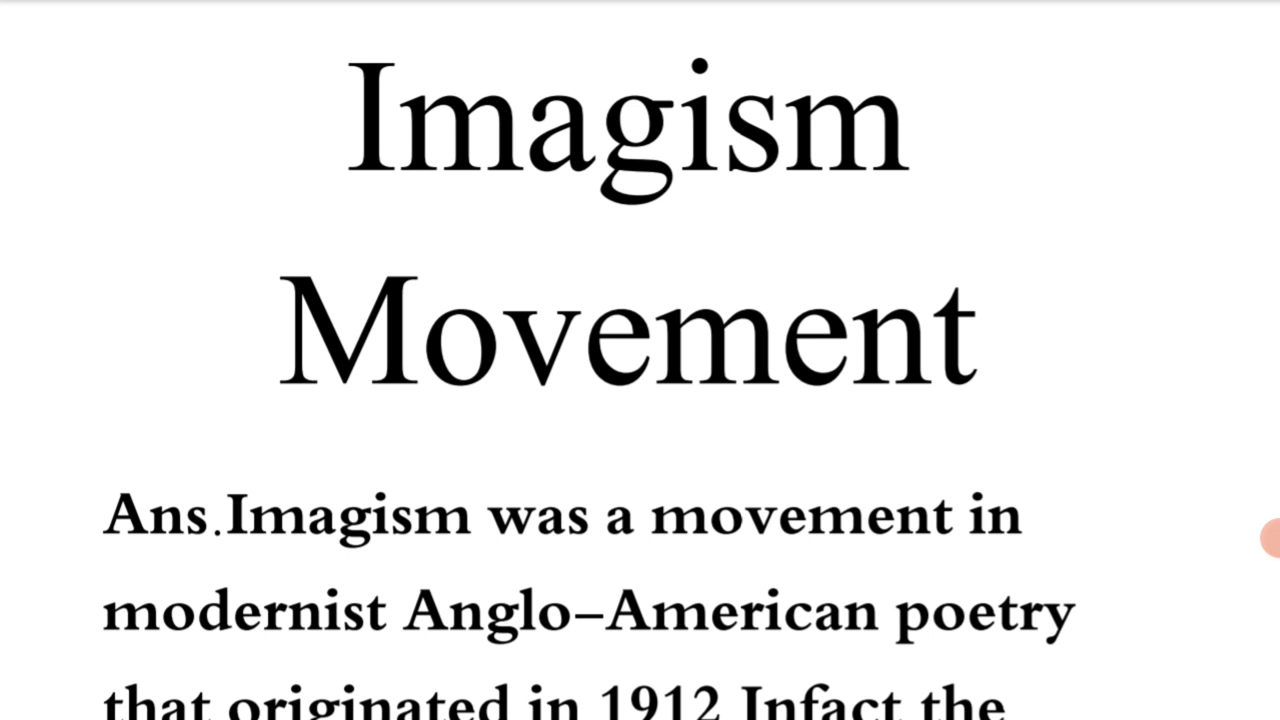 Imagism
Movement
Ans.Imagism was a movement in
modernist Anglo–American poetry
that originated in 1912 Infact the